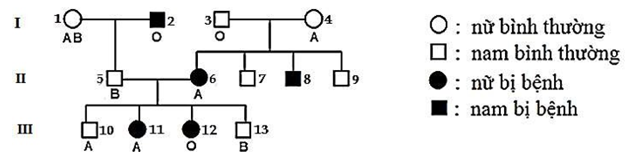 I 1 2 3 4
AB O O A
II 5 6 7 8 9
B A
III 10 11 12 13
A A O B
: nữ bình thường
: nam bình thường
: nữ bị bệnh
: nam bị bệnh